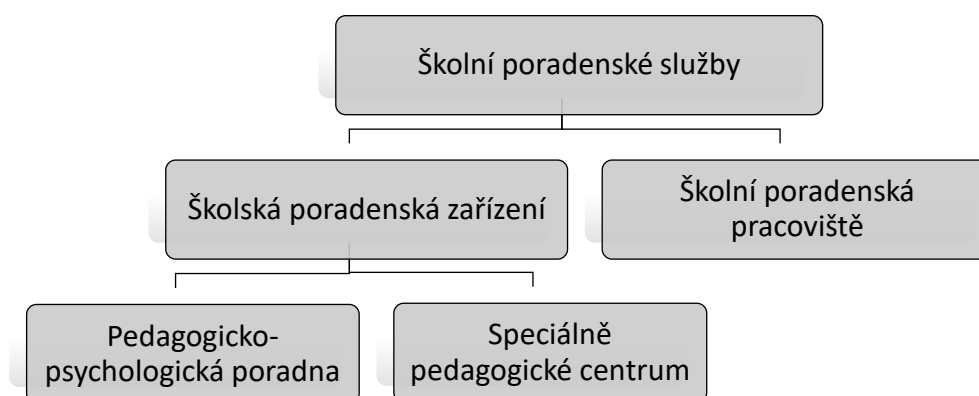 Školní poradenské služby
Školská poradenská zařízení
Školní poradenská
pracoviště
Pedagogicko-
psychologická poradna
Speciálně
pedagogické centrum